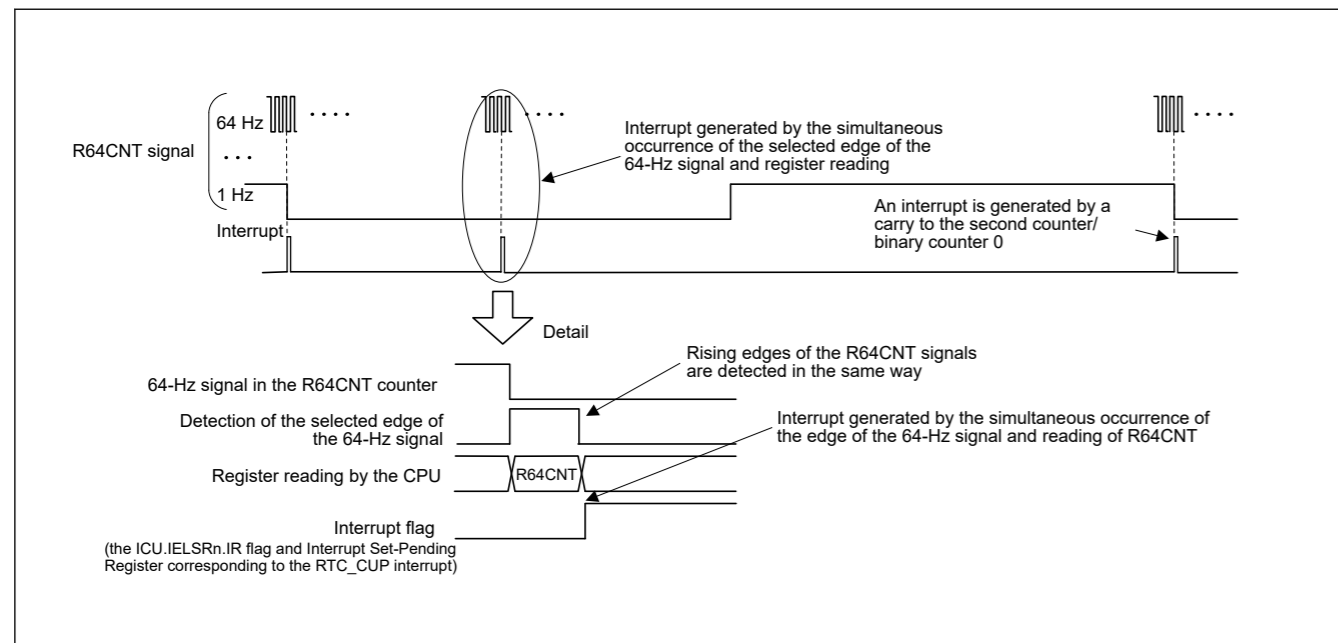 R64CNT signal
64 Hz
• • •
1 Hz
• • • •
• • • •
• • • •
Interrupt generated by the simultaneous
occurrence of the selected edge of the
64-Hz signal and register reading
Interrupt
An interrupt is generated by a
carry to the second counter/
binary counter 0
Detail
64-Hz signal in the R64CNT counter
Rising edges of the R64CNT signals
are detected in the same way
Detection of the selected edge of
the 64-Hz signal
Interrupt generated by the simultaneous occurrence of
the edge of the 64-Hz signal and reading of R64CNT
Register reading by the CPU
R64CNT
Interrupt flag
(the ICU.IELSRn.IR flag and Interrupt Set-Pending
Register corresponding to the RTC_CUP interrupt)